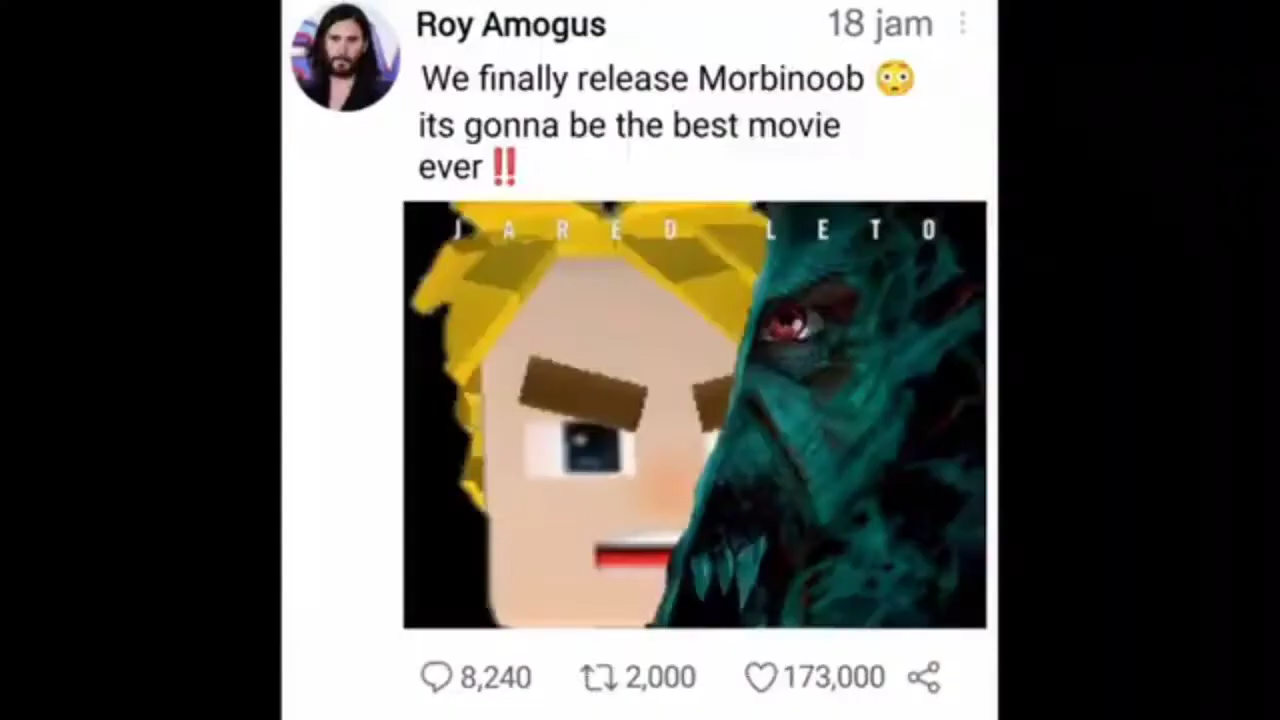 Roy Amogus 18 jam
We finally release Morbinoob 😳
its gonna be the best movie
ever‼️
JARED LETO
8,240 2,000 173,000